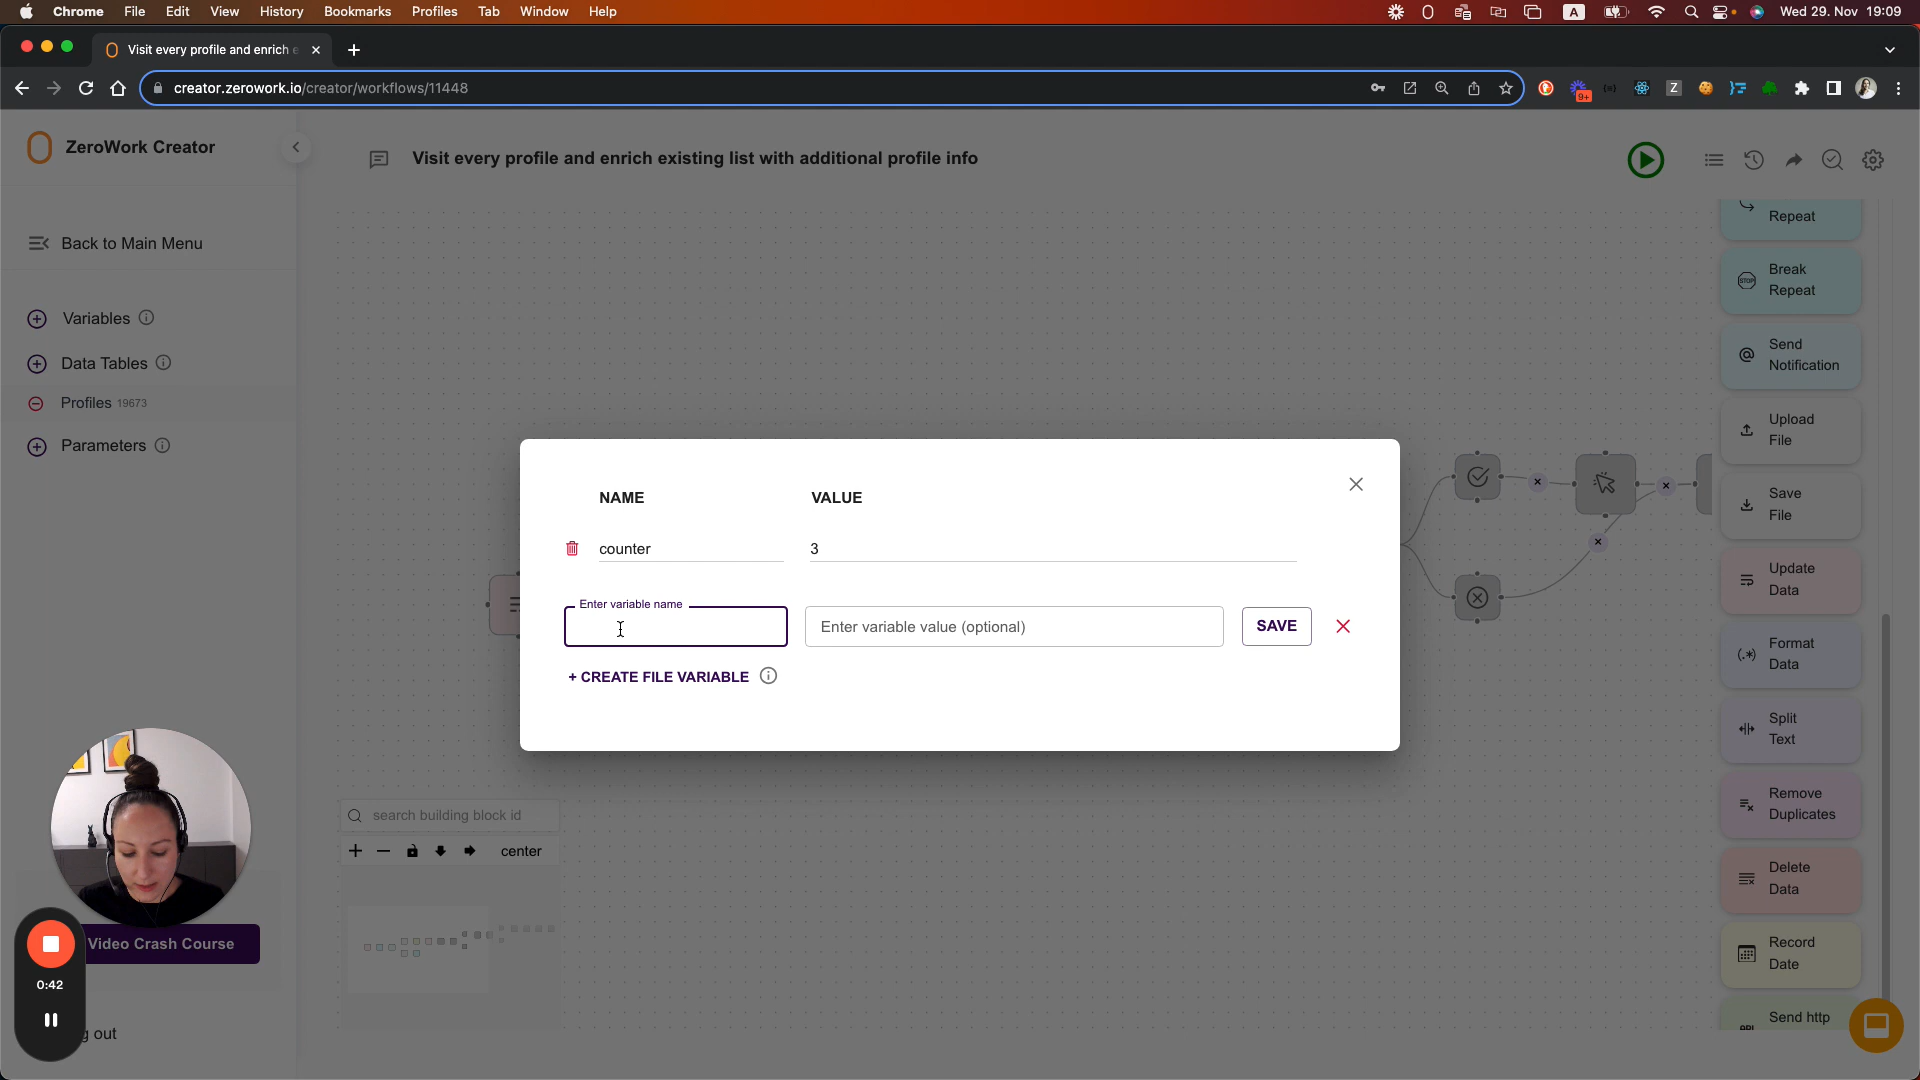 Chrome File Edit View History Bookmarks Profiles Tab Window Help
A
Wed 29. Nov 19:09
Visit every profile and enrich e
creator.zerowork.io/creator/workflows/11448
9+
Z
ZeroWork Creator
Visit every profile and enrich existing list with additional profile info
Back to Main Menu
Variables
Data Tables
Profiles 19673
Parameters
Repeat
Break
Repeat
STOP
Send
Notification
Upload
File
Save
File
Update
Data
Format
Data
Split
Text
Remove
Duplicates
Delete
Data
Record
Date
Send http
NAME VALUE
counter 3
Enter variable name
Enter variable value (optional)
SAVE
+ CREATE FILE VARIABLE
search building block id
center
Video Crash Course
0:42
g out